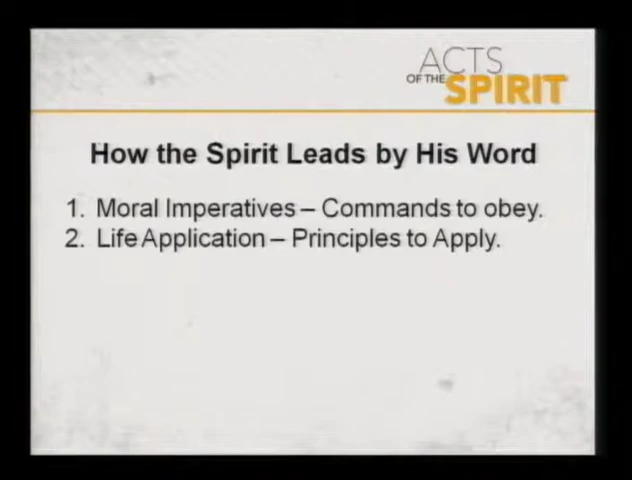 ACTS
OF THE SPIRIT
How the Spirit Leads by His Word
1. Moral Imperatives – Commands to obey.
2. Life Application – Principles to Apply.